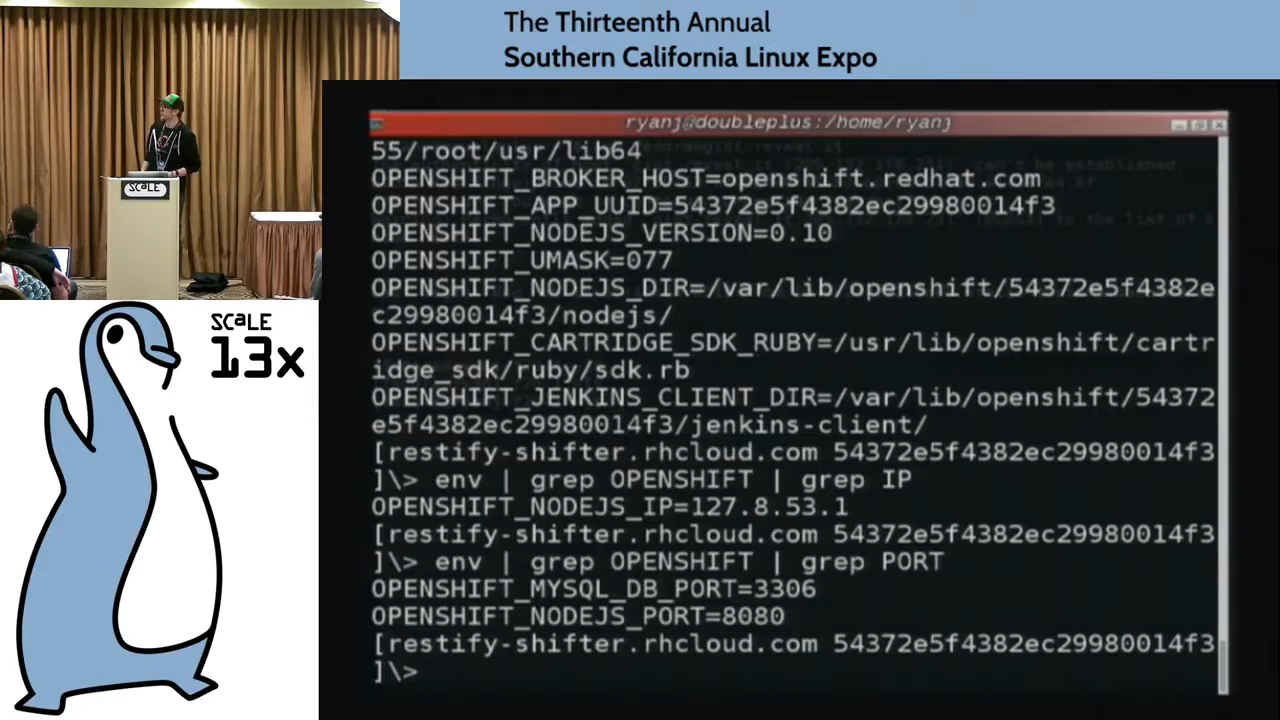 The Thirteenth Annual
Southern California Linux Expo
SCALE
SCALE
13x
ryanj@doubleplus:/home/ryanj
55/root/usr/lib64
OPENSHIFT_BROKER_HOST=openshift.redhat.com
OPENSHIFT_APP_UUID=54372e5f4382ec29980014f3
OPENSHIFT_NODEJS_VERSION=0.10
OPENSHIFT_UMASK=077
OPENSHIFT_NODEJS_DIR=/var/lib/openshift/54372e5f4382e
c29980014f3/nodejs/
OPENSHIFT_CARTRIDGE_SDK_RUBY=/usr/lib/openshift/cartr
idge_sdk/ruby/sdk.rb
OPENSHIFT_JENKINS_CLIENT_DIR=/var/lib/openshift/54372
e5f4382ec29980014f3/jenkins-client/
[restify-shifter.rhcloud.com 54372e5f4382ec29980014f3
]\> env | grep OPENSHIFT | grep IP
OPENSHIFT_NODEJS_IP=127.8.53.1
[restify-shifter.rhcloud.com 54372e5f4382ec29980014f3
]\> env | grep OPENSHIFT | grep PORT
OPENSHIFT_MYSQL_DB_PORT=3306
OPENSHIFT_NODEJS_PORT=8080
[restify-shifter.rhcloud.com 54372e5f4382ec29980014f3
]\>